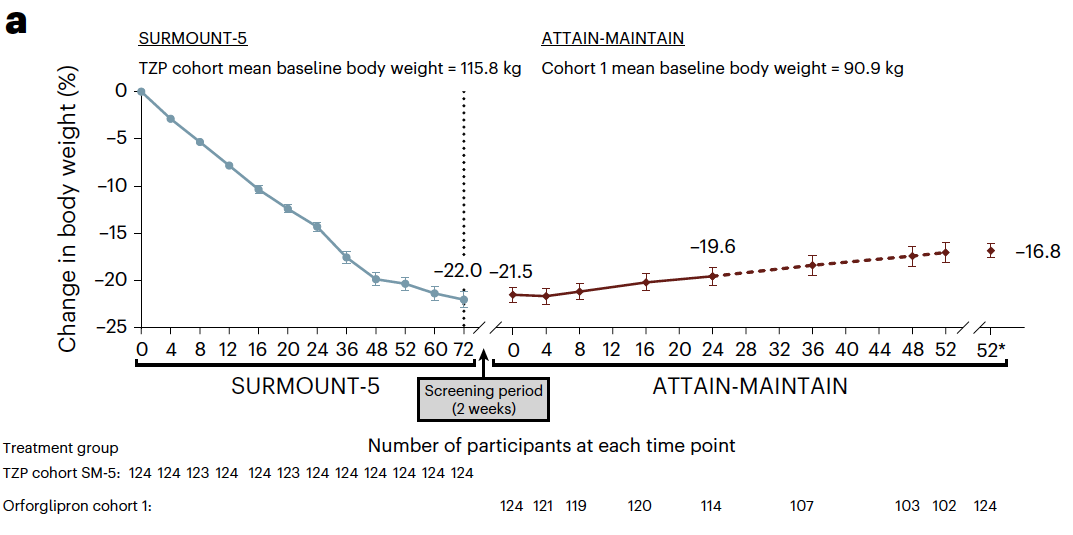 a
SURMOUNT-5
ATTAIN-MAINTAIN
TZP cohort mean baseline body weight = 115.8 kg
Cohort 1 mean baseline body weight = 90.9 kg
Change in body weight (%)
0
–5
–10
–15
–20
–25
–22.0
–21.5
–19.6
–16.8
0 4 8 12 16 20 24 36 48 52 60 72
0 4 8 12 16 20 24 28 32 36 40 44 48 52 52*
SURMOUNT-5
ATTAIN-MAINTAIN
Screening period
(2 weeks)
Number of participants at each time point
Treatment group
TZP cohort SM-5: 124 124 123 124 124 123 124 124 124 124 124 124
Orforglipron cohort 1: 124 121 119 120 114 107 103 102 124